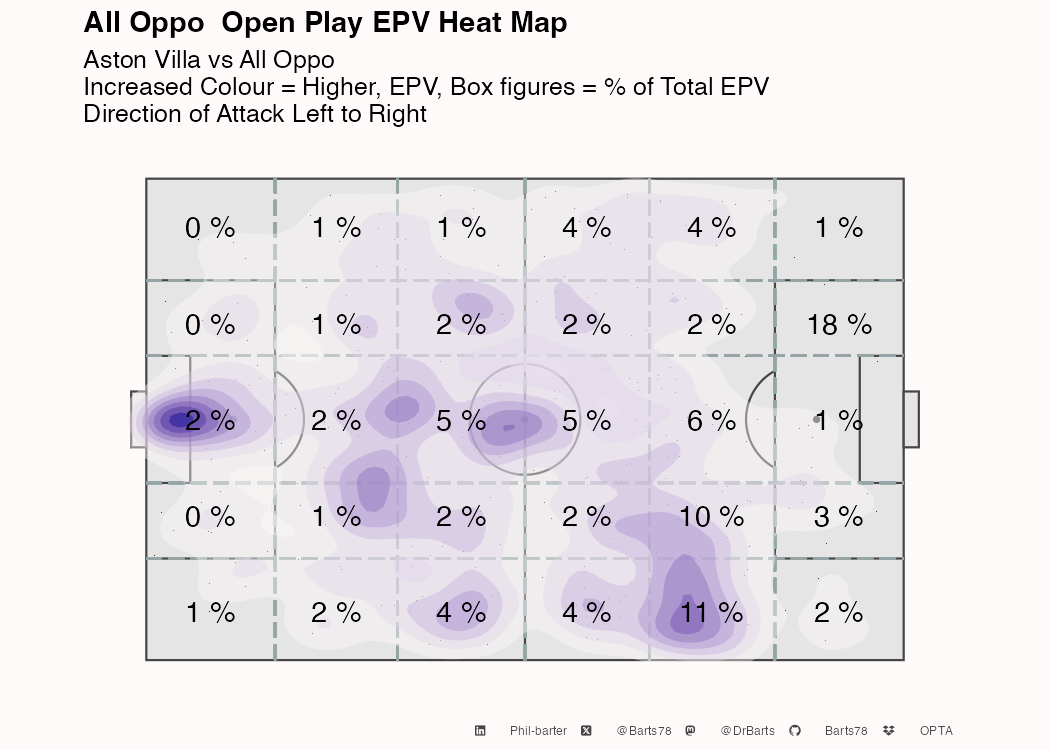 All Oppo  Open Play EPV Heat Map
Aston Villa vs All Oppo
Increased Colour = Higher, EPV, Box figures = % of Total EPV
Direction of Attack Left to Right
0 % 1 % 1 % 4 % 4 % 1 %
0 % 1 % 2 % 2 % 2 % 18 %
2 % 2 % 5 % 5 % 6 % 1 %
0 % 1 % 2 % 2 % 10 % 3 %
1 % 2 % 4 % 4 % 11 % 2 %
Phil-barter @Barts78 @DrBarts Barts78 OPTA